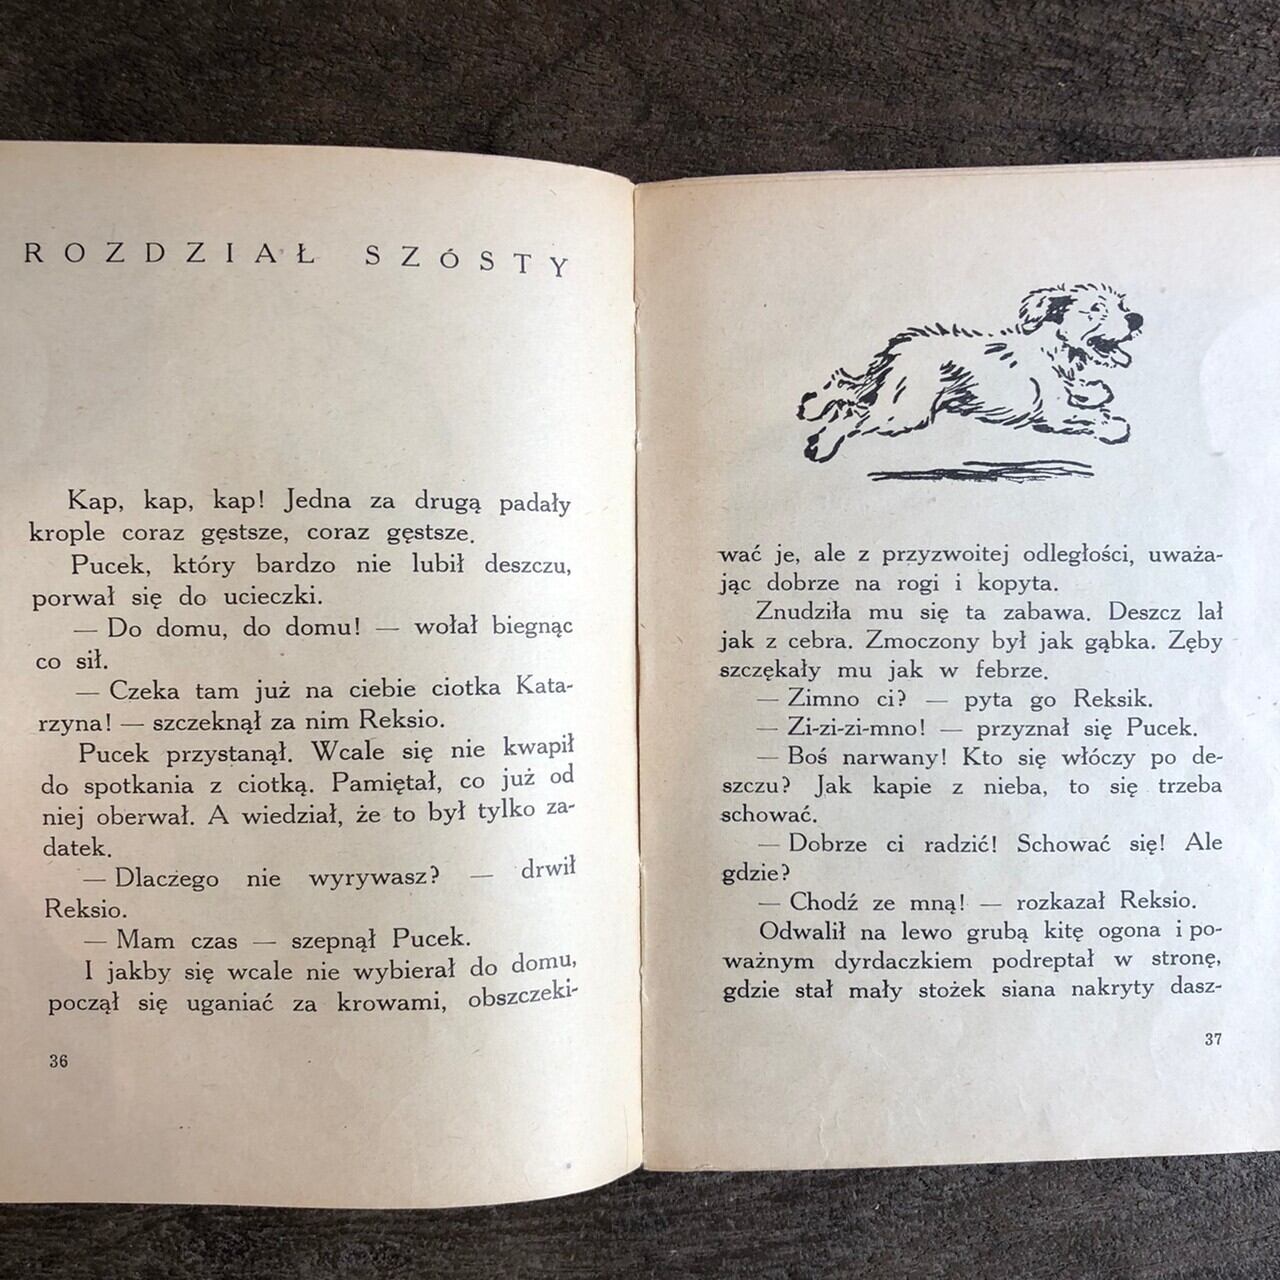 ROZDZIAŁ SZÓSTY
Kap, kap, kap! Jedna za drugą padały
krople coraz gęstsze, coraz gęstsze.
Pucek, który bardzo nie lubił deszczu,
porwał się do ucieczki.
— Do domu, do domu! — wołał biegnąc
co sił.
— Czeka tam już na ciebie ciotka Kata-
rzyna! — szczeknął za nim Reksio.
Pucek przystanął. Wcale się nie kwapił
do spotkania z ciotką. Pamiętał, co już od
niej oberwał. A wiedział, że to był tylko za-
datek.
— Dlaczego nie wyrywasz? — drwił
Reksio.
— Mam czas — szepnął Pucek.
I jakby się wcale nie wybierał do domu,
począł się uganiać za krowami, obszczeki-
36
wać je, ale z przyzwoitej odległości, uważa-
jąc dobrze na rogi i kopyta.
Znudziła mu się ta zabawa. Deszcz lał
jak z cebra. Zmoczony był jak gąbka. Zęby
szczękały mu jak w febrze.
— Zimno ci? — pyta go Reksik.
— Zi-zi-zi-mno! — przyznał się Pucek.
— Boś narwany! Kto się włóczy po de-
szczu? Jak kapie z nieba, to się trzeba
schować.
— Dobrze ci radzić! Schować się! Ale
gdzie?
— Chodź ze mną! — rozkazał Reksio.
Odwalił na lewo grubą kitę ogona i po-
ważnym dyrdaczkiem podreptał w stronę,
gdzie stał mały stożek siana nakryty dasz-
37